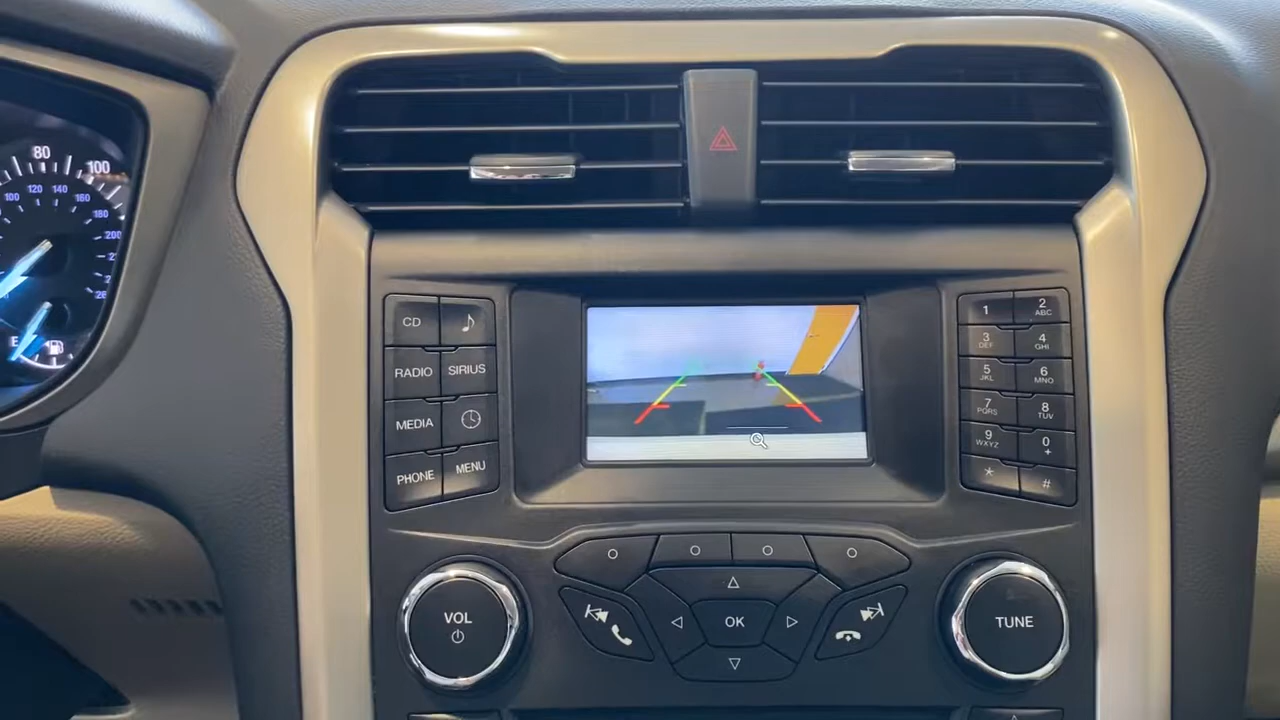 80
100
100 120 140 160
180
200
E
CD
RADIO
SIRIUS
MEDIA
PHONE
MENU
1
2
ABC
3
DEF
4
GHI
5
JKL
6
MNO
7
PQRS
8
TUV
9
WXYZ
0
+
*
#
VOL
OK
TUNE